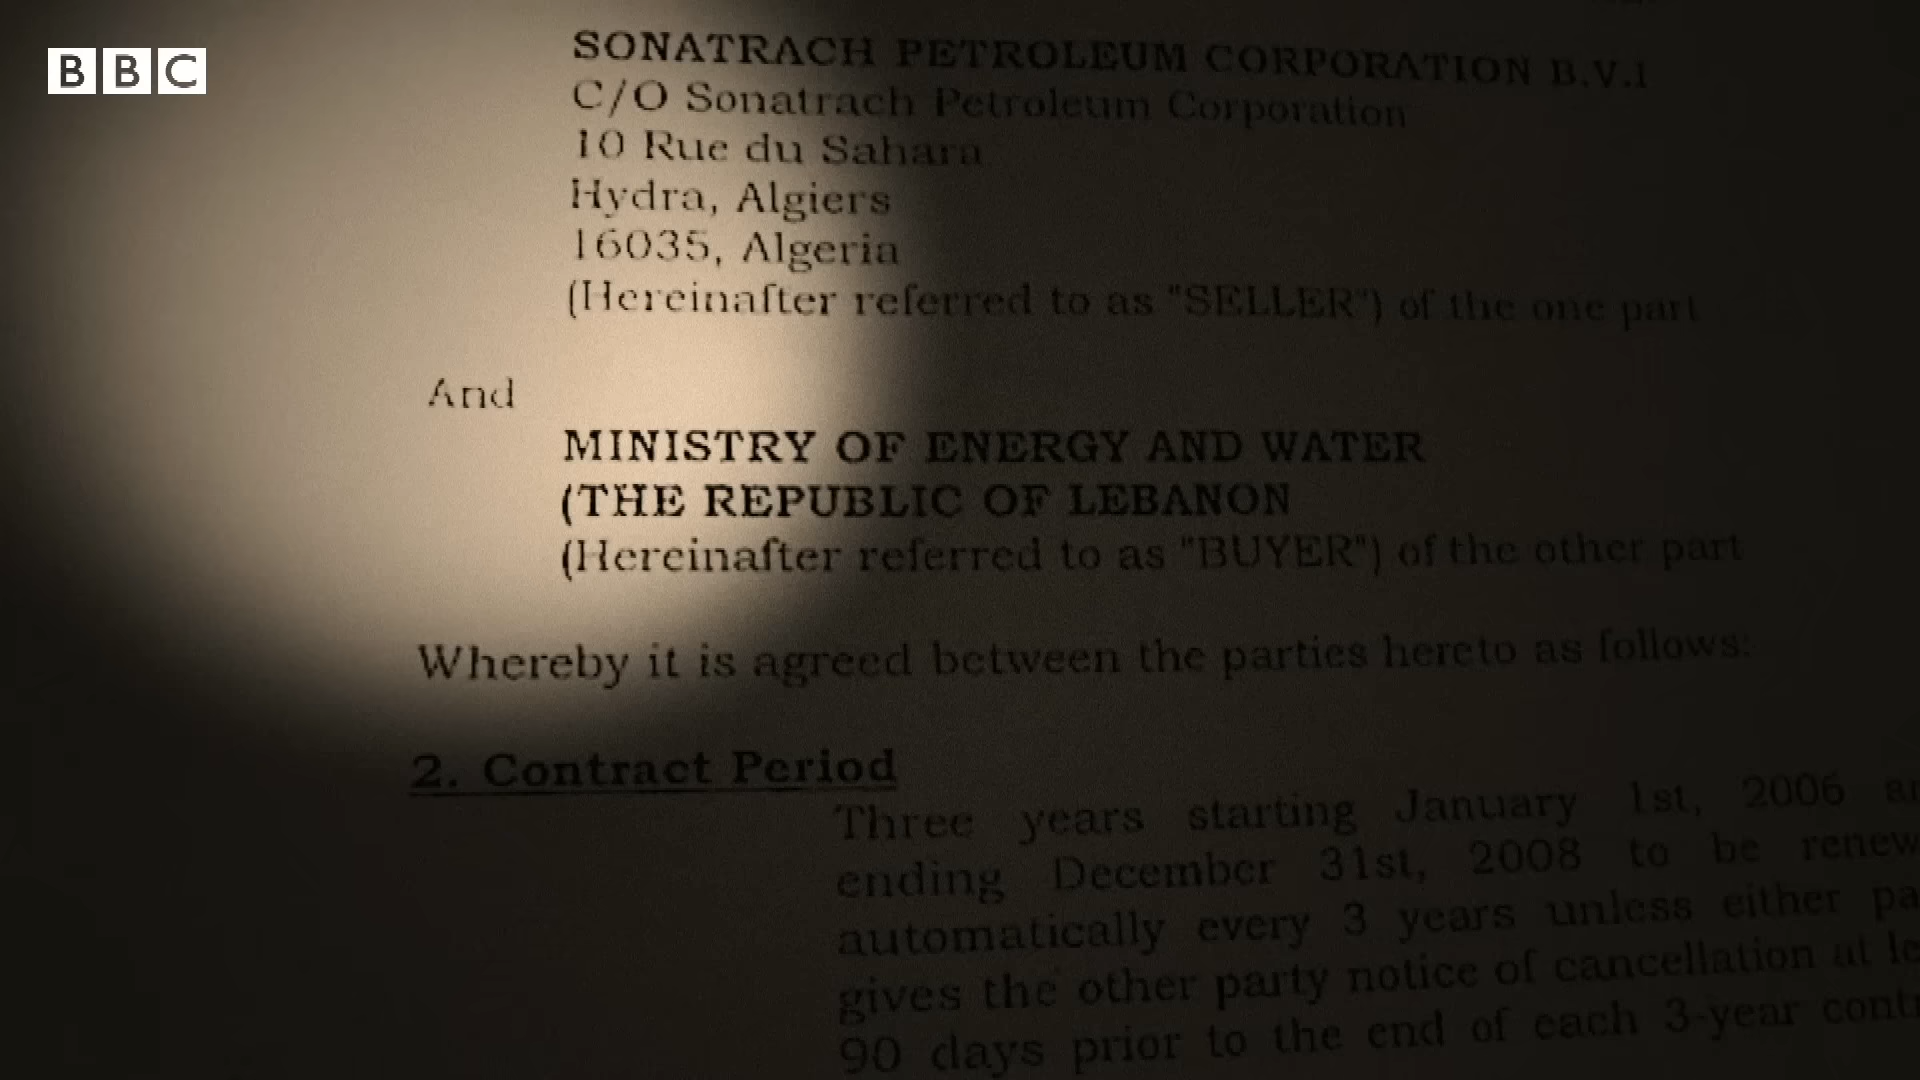 BBC
SONATRACH PETROLEUM CORPORATION B.V.I
C/O Sonatrach Petroleum Corporation
10 Rue du Sahara
Hydra, Algiers
16035, Algeria
(Hereinafter referred to as "SELLER") of the one part
And
MINISTRY OF ENERGY AND WATER
(THE REPUBLIC OF LEBANON
(Hereinafter referred to as "BUYER") of the other part
Whereby it is agreed between the parties hereto as follows:
2. Contract Period
Three years starting January 1st, 2006
ending December 31st, 2008 to be
automatically every 3 years unless either
gives the other party notice of cancellation at
90 days prior to the end of each 3-year